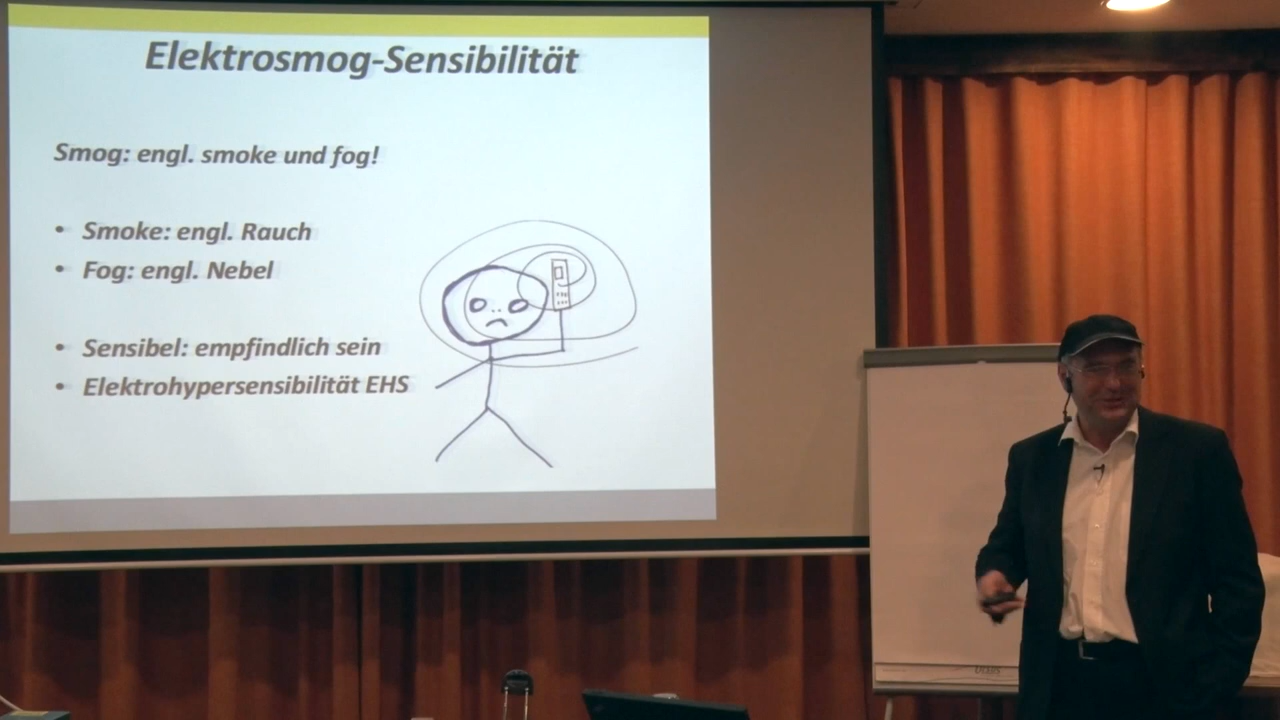 Elektrosmog-Sensibilität
Smog: engl. smoke und fog!
• Smoke: engl. Rauch
• Fog: engl. Nebel
• Sensibel: empfindlich sein
• Elektrohypersensibilität EHS